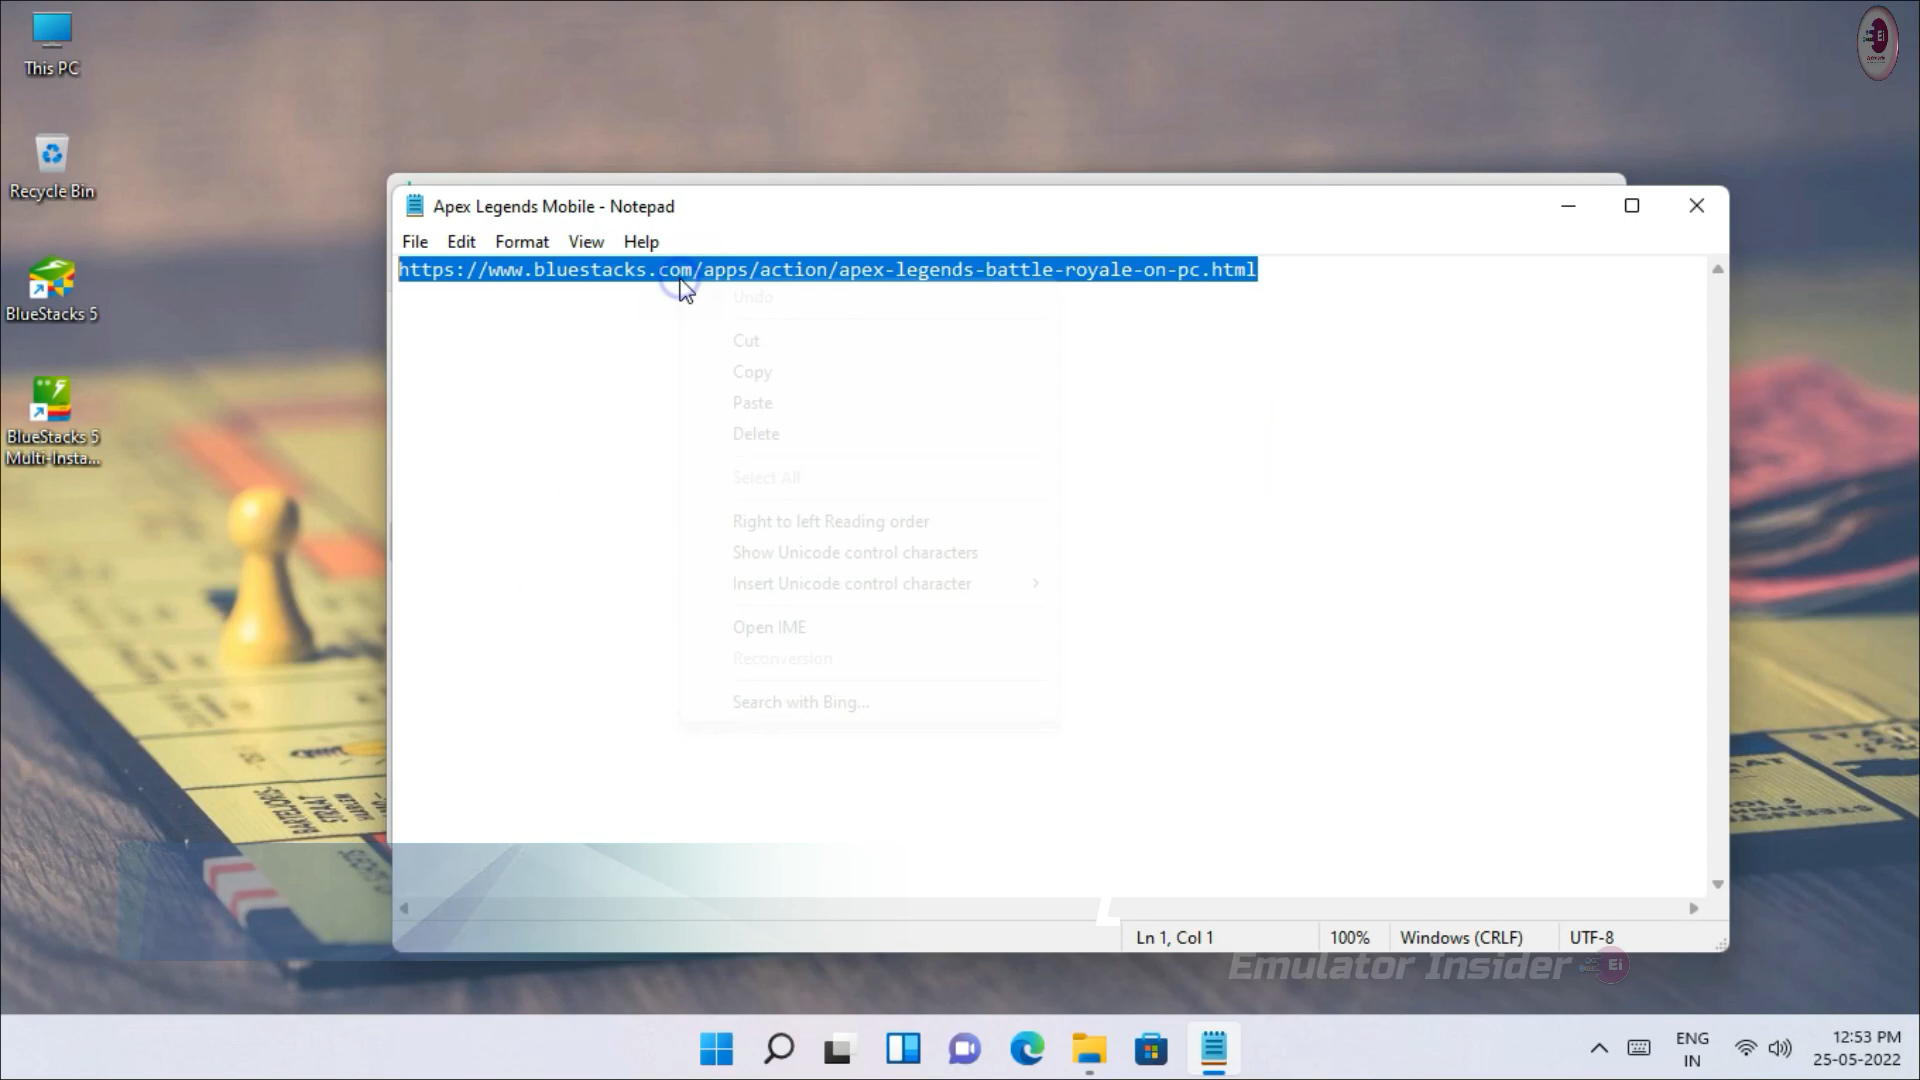 This PC
Recycle Bin
BlueStacks 5
BlueStacks 5
Multi-Insta...
Apex Legends Mobile - Notepad
File Edit Format View Help
https://www.bluestacks.com/apps/action/apex-legends-battle-royale-on-pc.html
Undo
Cut
Copy
Paste
Delete
Select All
Right to left Reading order
Show Unicode control characters
Insert Unicode control character
Open IME
Reconversion
Search with Bing...
Ln 1, Col 1 100% Windows (CRLF) UTF-8
Emulator Insider Ei
Ei
ENG
IN
12:53 PM
25-05-2022